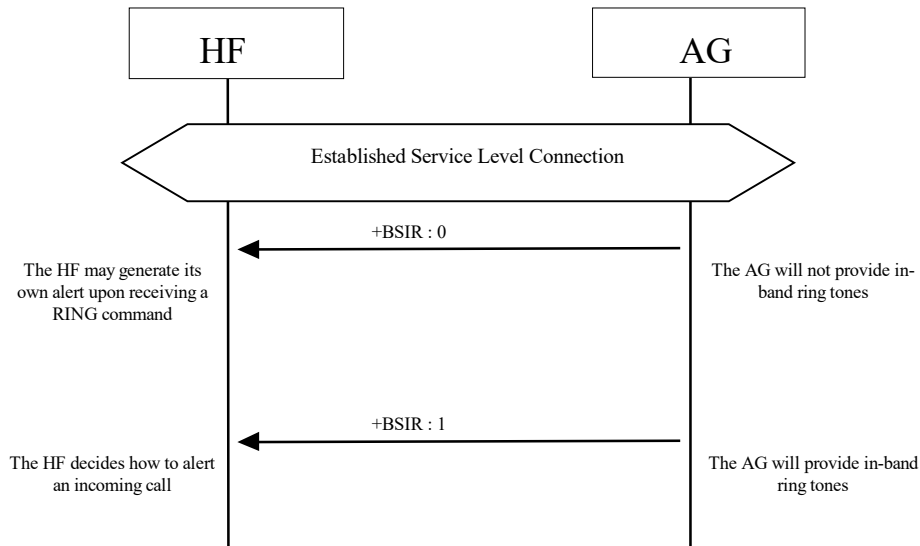 HF
AG
Established Service Level Connection
+BSIR : 0
The HF may generate its
own alert upon receiving a
RING command
The AG will not provide in-
band ring tones
+BSIR : 1
The HF decides how to alert
an incoming call
The AG will provide in-band
ring tones